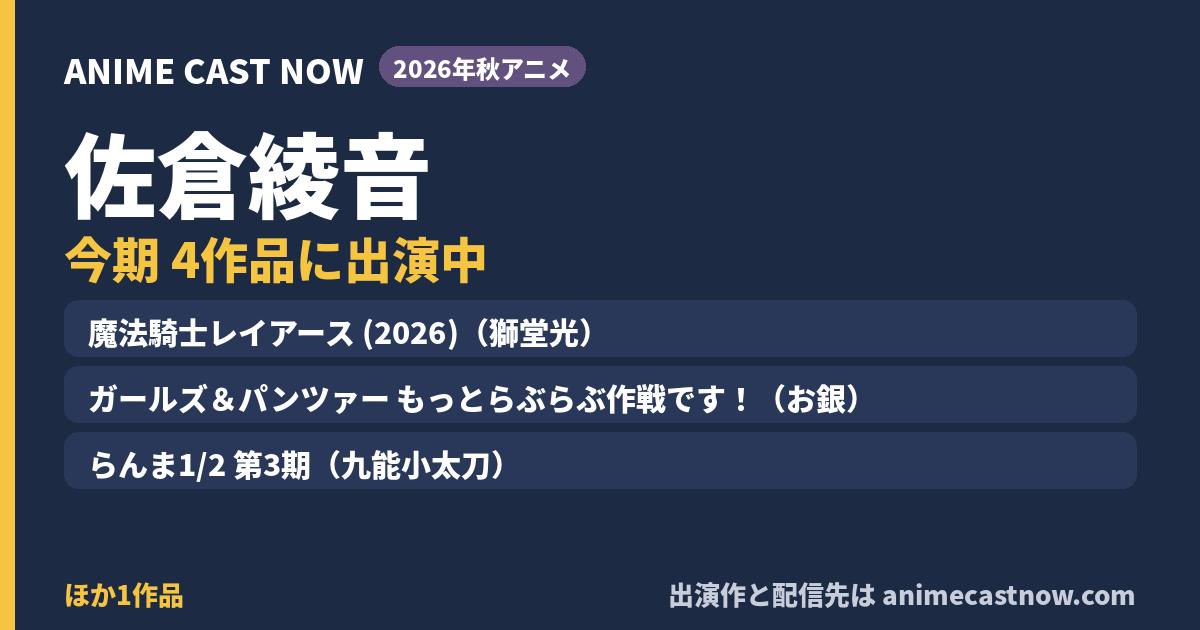 ANIME CAST NOW 2026年秋アニメ
佐倉綾音
今期 4作品に出演中
魔法騎士レイアース (2026)（獅堂光）
ガールズ＆パンツァー もっとらぶらぶ作戦です！（お銀）
らんま1/2 第3期（九能小太刀）
ほか1作品
出演作と配信先は animecastnow.com